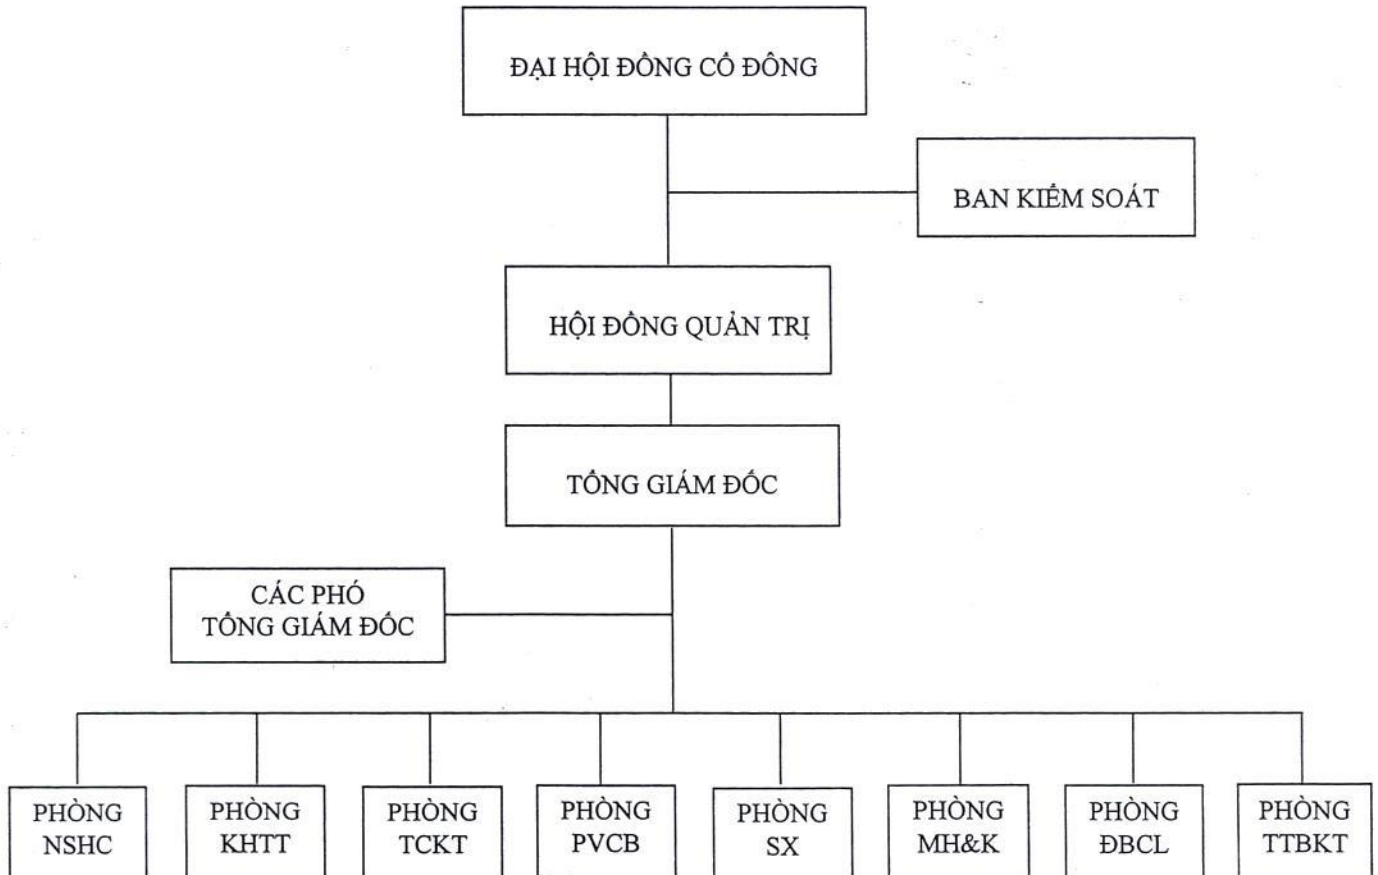 ĐẠI HỘI ĐỒNG CỔ ĐÔNG
BAN KIỂM SOÁT
HỘI ĐỒNG QUẢN TRỊ
TỔNG GIÁM ĐỐC
CÁC PHÓ
TỔNG GIÁM ĐỐC
PHÒNG
NSHC
PHÒNG
KHTT
PHÒNG
TCKT
PHÒNG
PVCB
PHÒNG
SX
PHÒNG
MH&K
PHÒNG
ĐBCL
PHÒNG
TTBKT